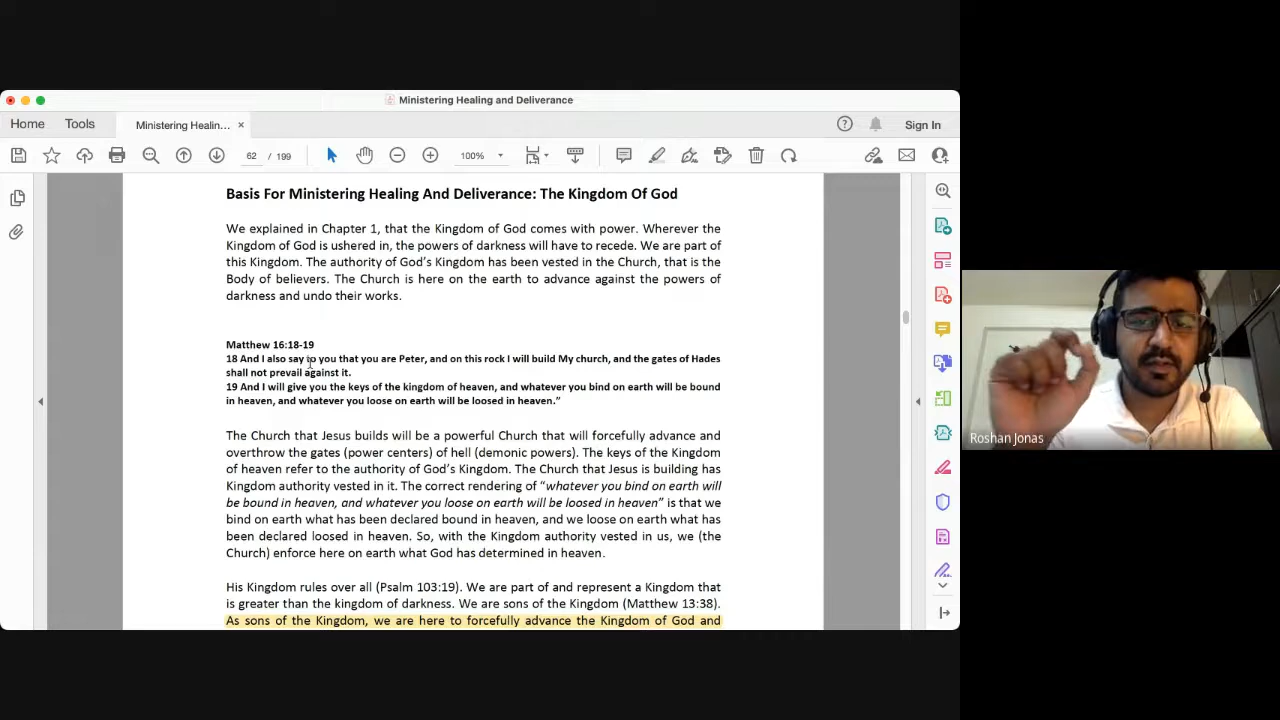 Ministering Healing and Deliverance
Home Tools Ministering Healin... × Sign In
62 / 199 100%
Basis For Ministering Healing And Deliverance: The Kingdom Of God
We explained in Chapter 1, that the Kingdom of God comes with power. Wherever the
Kingdom of God is ushered in, the powers of darkness will have to recede. We are part of
this Kingdom. The authority of God's Kingdom has been vested in the Church, that is the
Body of believers. The Church is here on the earth to advance against the powers of
darkness and undo their works.
Matthew 16:18-19
18 And I also say to you that you are Peter, and on this rock I will build My church, and the gates of Hades
shall not prevail against it.
19 And I will give you the keys of the kingdom of heaven, and whatever you bind on earth will be bound
in heaven, and whatever you loose on earth will be loosed in heaven."
The Church that Jesus builds will be a powerful Church that will forcefully advance and
overthrow the gates (power centers) of hell (demonic powers). The keys of the Kingdom
of heaven refer to the authority of God's Kingdom. The Church that Jesus is building has
Kingdom authority vested in it. The correct rendering of "whatever you bind on earth will
be bound in heaven, and whatever you loose on earth will be loosed in heaven" is that we
bind on earth what has been declared bound in heaven, and we loose on earth what has
been declared loosed in heaven. So, with the Kingdom authority vested in us, we (the
Church) enforce here on earth what God has determined in heaven.
His Kingdom rules over all (Psalm 103:19). We are part of and represent a Kingdom that
is greater than the kingdom of darkness. We are sons of the Kingdom (Matthew 13:38).
As sons of the Kingdom, we are here to forcefully advance the Kingdom of God and
Roshan Jonas